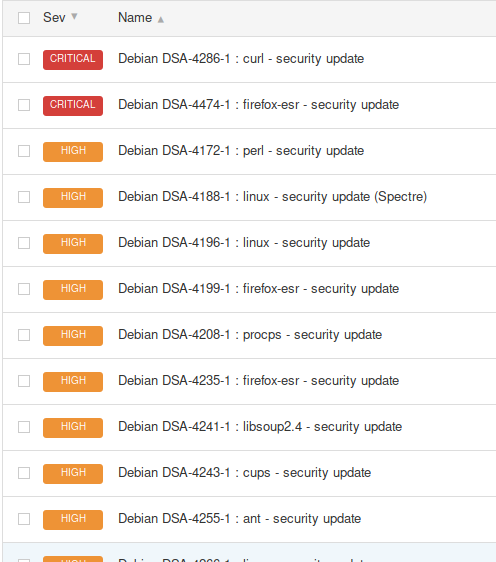 Sev Name
CRITICAL Debian DSA-4286-1 : curl - security update
CRITICAL Debian DSA-4474-1 : firefox-esr - security update
HIGH Debian DSA-4172-1 : perl - security update
HIGH Debian DSA-4188-1 : linux - security update (Spectre)
HIGH Debian DSA-4196-1 : linux - security update
HIGH Debian DSA-4199-1 : firefox-esr - security update
HIGH Debian DSA-4208-1 : procps - security update
HIGH Debian DSA-4235-1 : firefox-esr - security update
HIGH Debian DSA-4241-1 : libsoup2.4 - security update
HIGH Debian DSA-4243-1 : cups - security update
HIGH Debian DSA-4255-1 : ant - security update
HIGH Debian